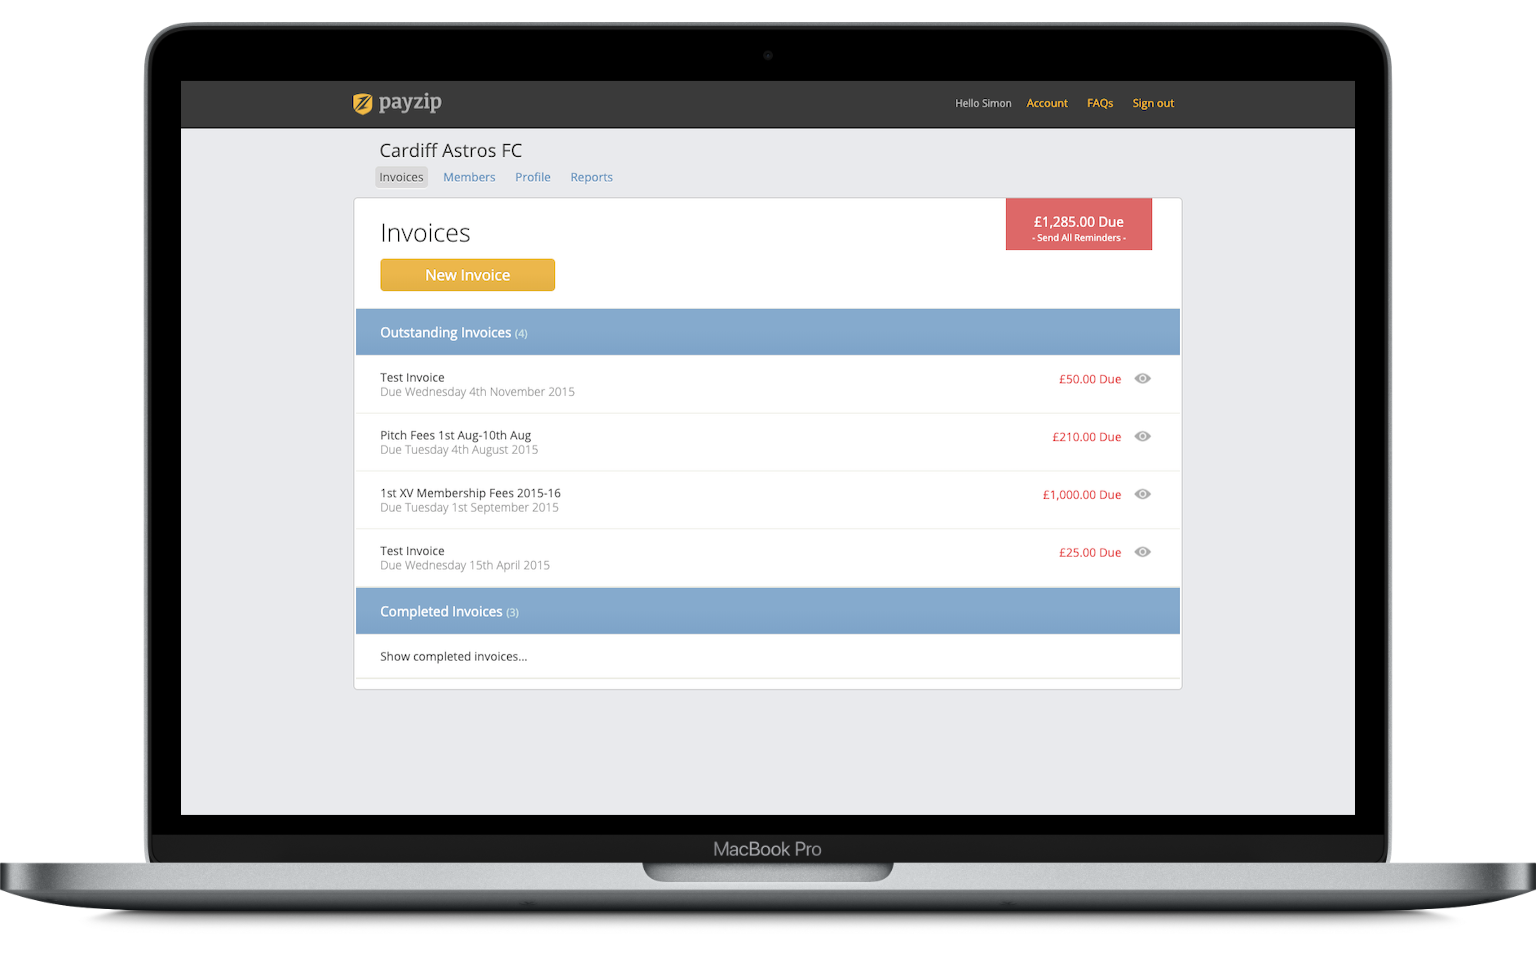 payzip
Hello Simon Account FAQs Sign out
Cardiff Astros FC
Invoices Members Profile Reports
Invoices
£1,285.00 Due
- Send All Reminders -
New Invoice
Outstanding Invoices (4)
Test Invoice
Due Wednesday 4th November 2015
£50.00 Due
Pitch Fees 1st Aug-10th Aug
Due Tuesday 4th August 2015
£210.00 Due
1st XV Membership Fees 2015-16
Due Tuesday 1st September 2015
£1,000.00 Due
Test Invoice
Due Wednesday 15th April 2015
£25.00 Due
Completed Invoices (3)
Show completed invoices...
MacBook Pro